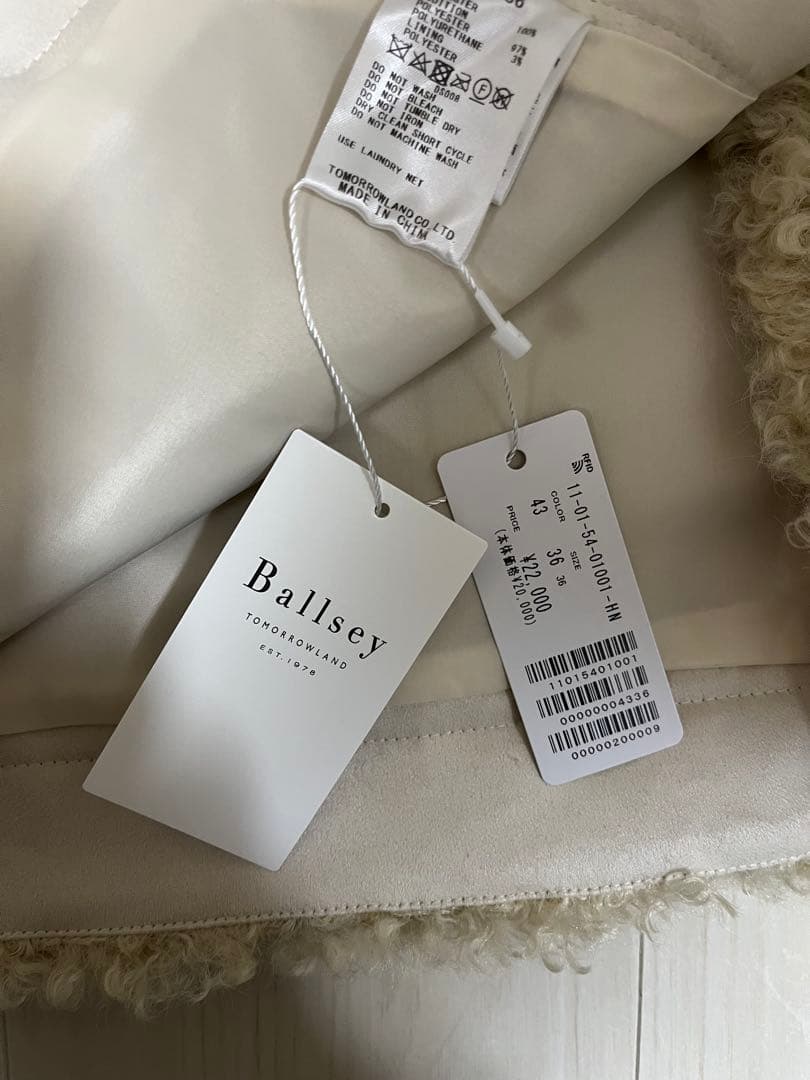 36
POLYESTER
POLYURETHANE
LINING
POLYESTER
100%
97%
3%
DS008
DO NOT WASH
DO NOT BLEACH
DO NOT TUMBLE DRY
DO NOT IRON
DRY CLEAN SHORT CYCLE
DO NOT MACHINE WASH
USE LAUNDRY NET
TOMORROWLAND CO.,LTD
MADE IN CHIN
Ballsey
TOMORROWLAND
EST. 1978
RFID
11-01-54-01001-HN
COLOR SIZE
43 36 36
PRICE ¥22,000
(本体価格¥20,000)
11015401001
00000004336
00000200009